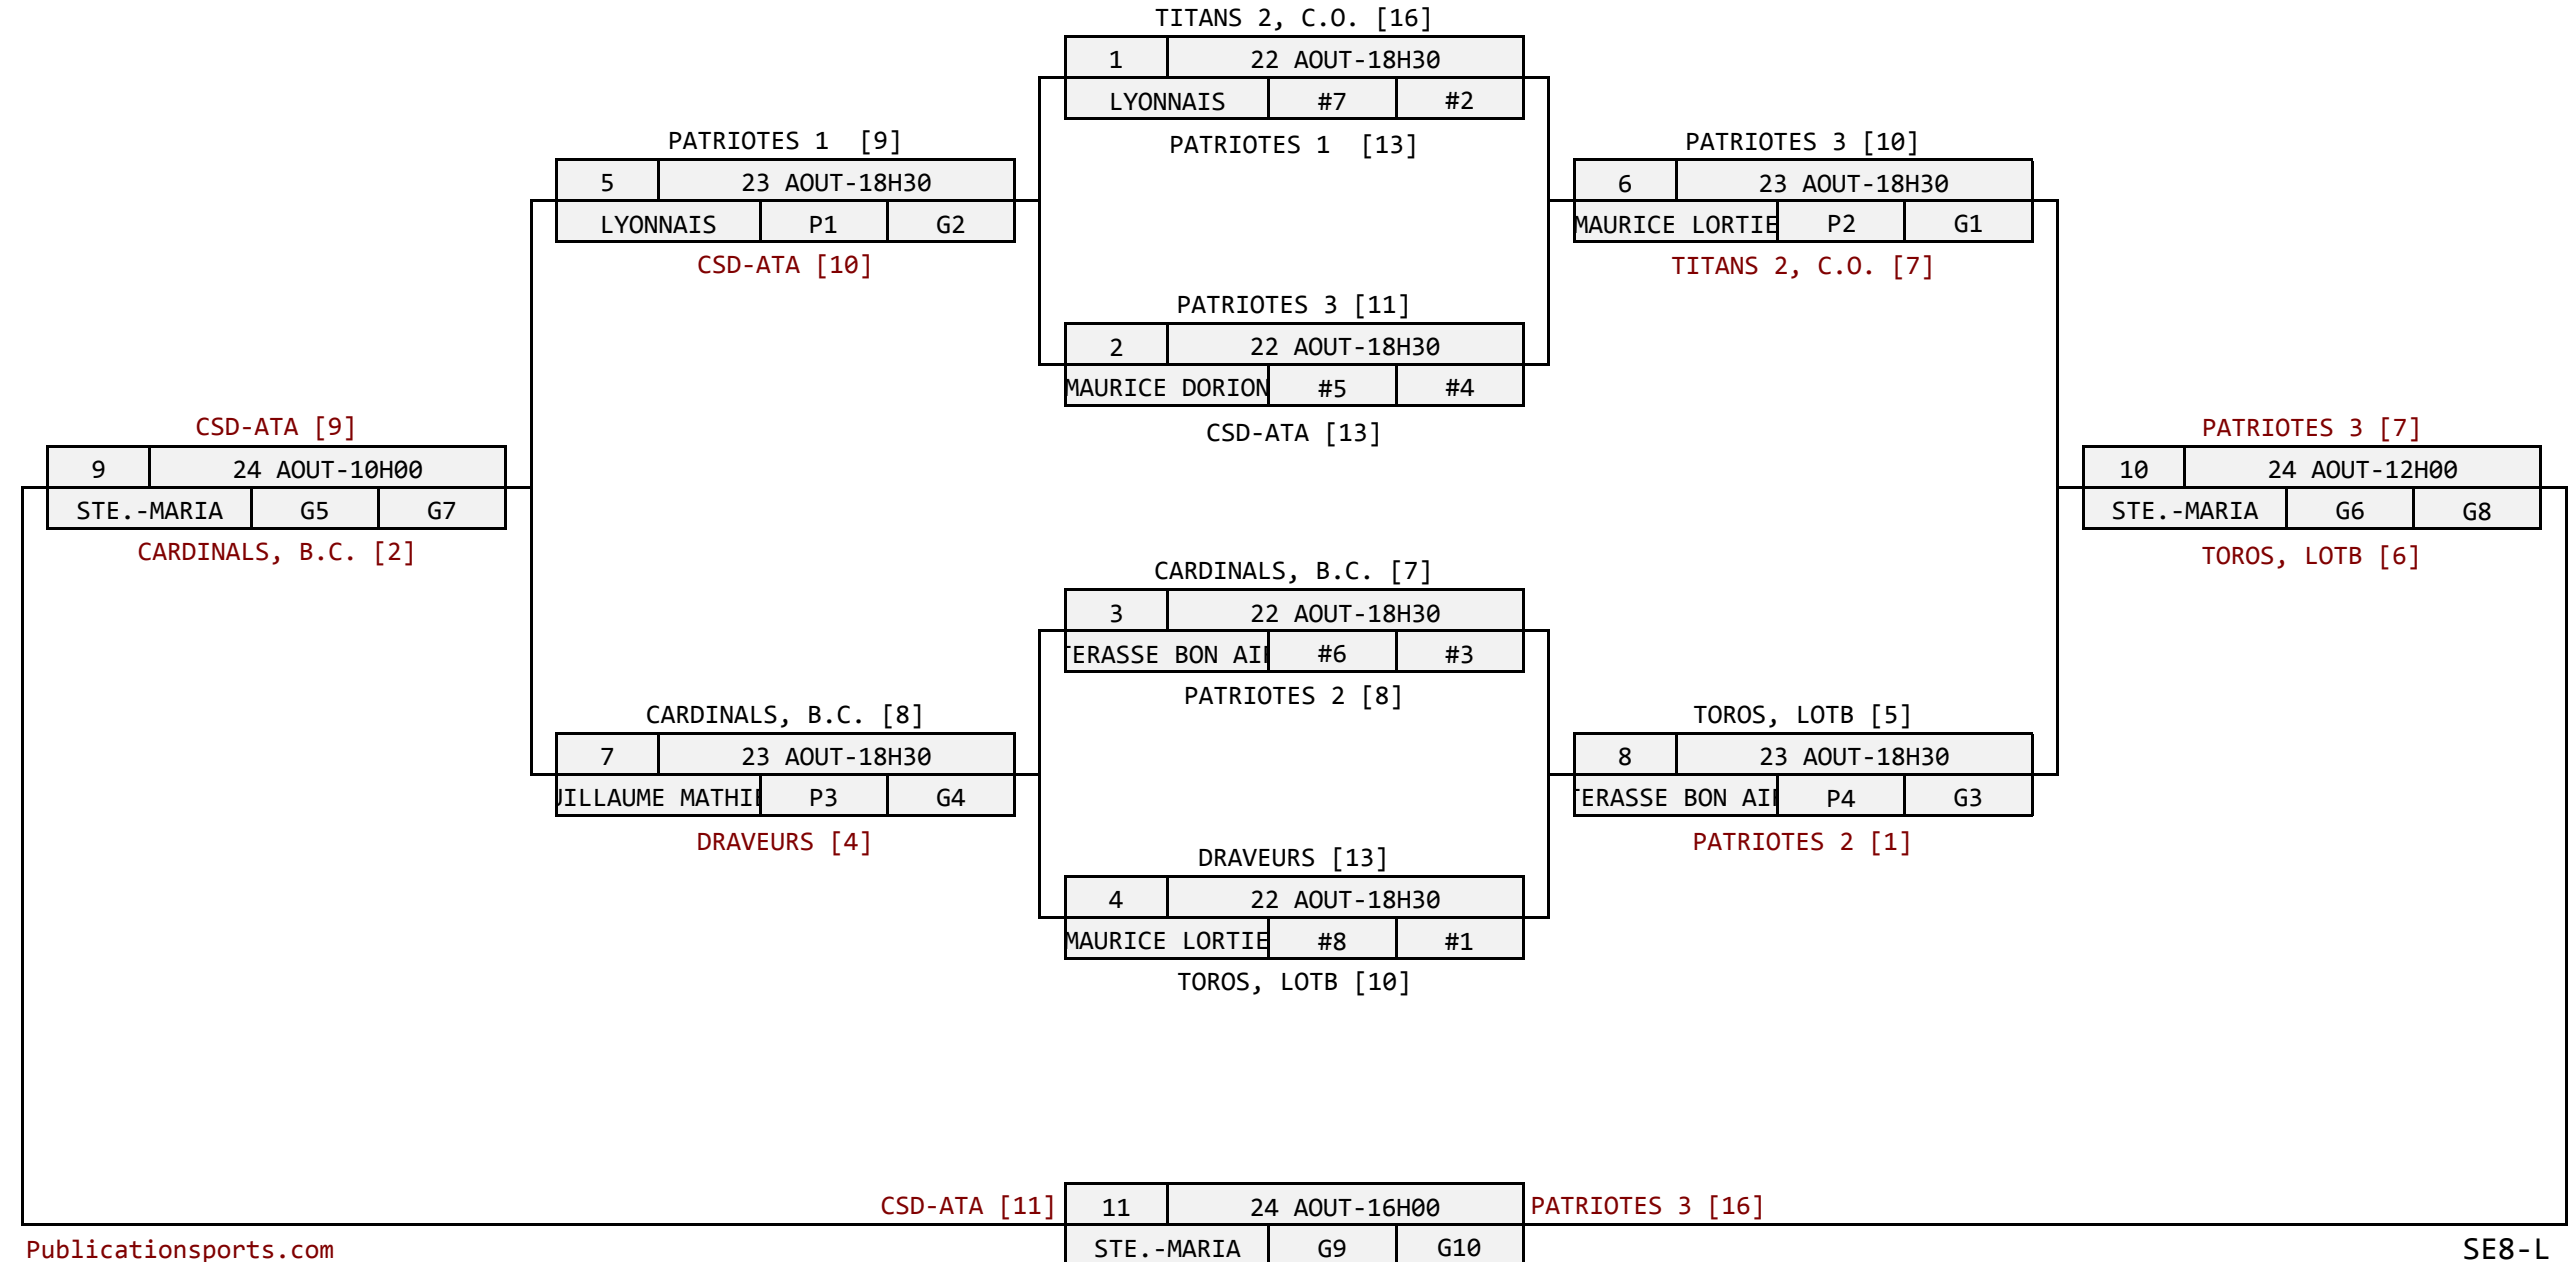 TITANS 2, C.O. [16]
1 22 AOUT-18H30
LYONNAIS #7 #2
PATRIOTES 1 [13]
PATRIOTES 1 [9]
5 23 AOUT-18H30
LYONNAIS P1 G2
CSD-ATA [10]
PATRIOTES 3 [10]
6 23 AOUT-18H30
MAURICE LORTIE P2 G1
TITANS 2, C.O. [7]
PATRIOTES 3 [11]
2 22 AOUT-18H30
MAURICE DORION #5 #4
CSD-ATA [13]
CSD-ATA [9]
9 24 AOUT-10H00
STE.-MARIA G5 G7
CARDINALS, B.C. [2]
PATRIOTES 3 [7]
10 24 AOUT-12H00
STE.-MARIA G6 G8
TOROS, LOTB [6]
CARDINALS, B.C. [7]
3 22 AOUT-18H30
ERASSE BON AI #6 #3
PATRIOTES 2 [8]
CARDINALS, B.C. [8]
7 23 AOUT-18H30
UILLAUME MATHI P3 G4
DRAVEURS [4]
TOROS, LOTB [5]
8 23 AOUT-18H30
ERASSE BON AI P4 G3
PATRIOTES 2 [1]
DRAVEURS [13]
4 22 AOUT-18H30
MAURICE LORTIE #8 #1
TOROS, LOTB [10]
CSD-ATA [11] 11 24 AOUT-16H00 PATRIOTES 3 [16]
STE.-MARIA G9 G10
Publicationsports.com
SE8-L